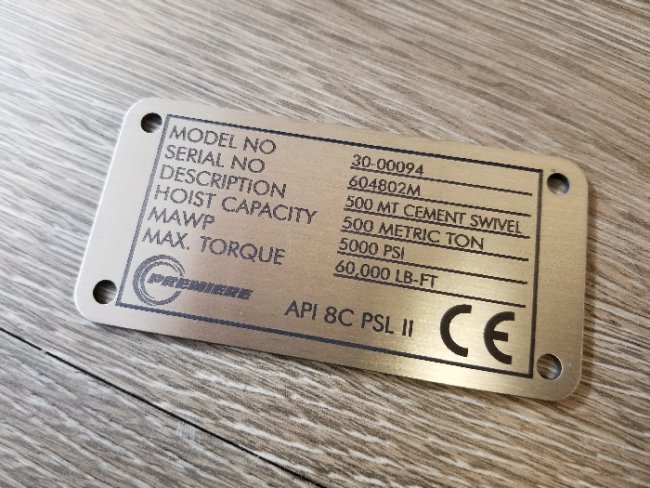 MODEL NO 30-00094
SERIAL NO 604802M
DESCRIPTION 500 MT CEMENT SWIVEL
HOIST CAPACITY 500 METRIC TON
MAWP 5000 PSI
MAX. TORQUE 60,000 LB-FT
PREMIERE
API 8C PSL II CE